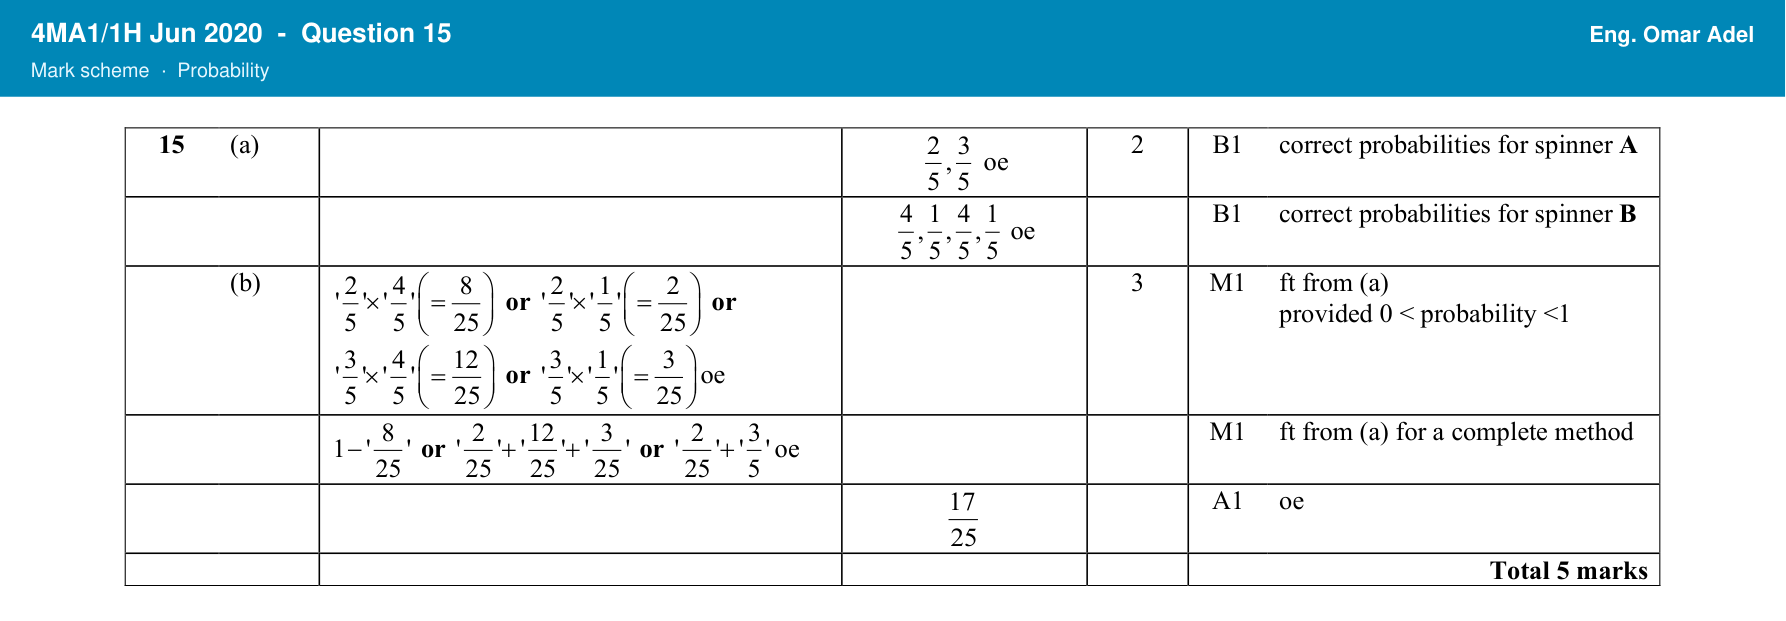 4MA1/1H Jun 2020 - Question 15
Eng. Omar Adel
Mark scheme · Probability
15 (a) 2/5, 3/5 oe 2 B1 correct probabilities for spinner A
4/5, 1/5, 4/5, 1/5 oe B1 correct probabilities for spinner B
(b) '2/5'×'4/5'(= 8/25) or '2/5'×'1/5'(= 2/25) or 3 M1 ft from (a)
provided 0 < probability <1
'3/5'×'4/5'(= 12/25) or '3/5'×'1/5'(= 3/25) oe
1−'8/25' or '2/25'+'12/25'+'3/25' or '2/25'+'3/5' oe M1 ft from (a) for a complete method
17/25 A1 oe
Total 5 marks